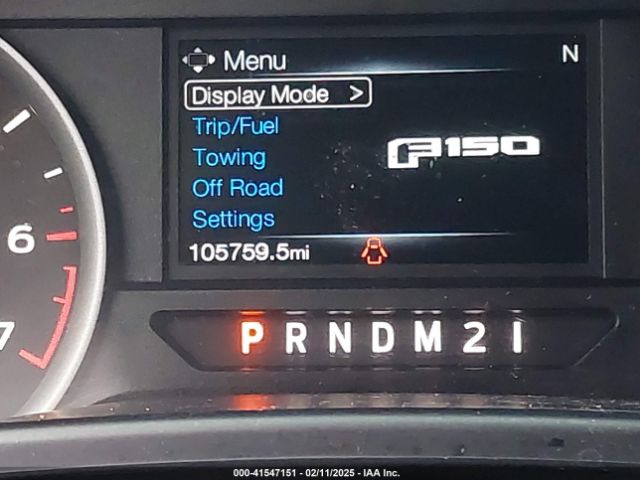 Menu
N
Display Mode >
Trip/Fuel
F150
Towing
Off Road
Settings
105759.5mi
6
7
P R N D M 2 1
000-41547151 - 02/11/2025 - IAA Inc.